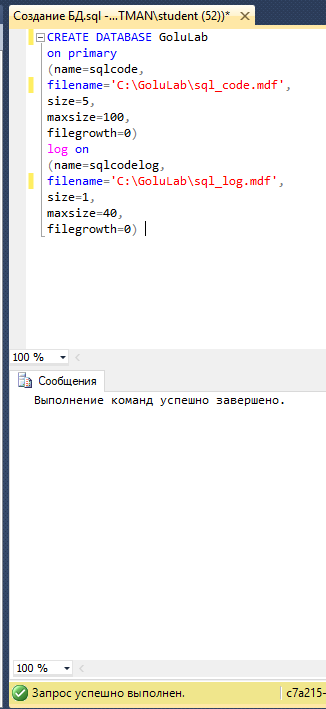 Создание БД.sql -...TMAN\student (52))*
CREATE DATABASE GoluLab
on primary
(name=sqlcode,
filename='C:\GoluLab\sql_code.mdf',
size=5,
maxsize=100,
filegrowth=0)
log on
(name=sqlcodelog,
filename='C:\GoluLab\sql_log.mdf',
size=1,
maxsize=40,
filegrowth=0)
100 %
Сообщения
Выполнение команд успешно завершено.
100 %
Запрос успешно выполнен.
c7a215-